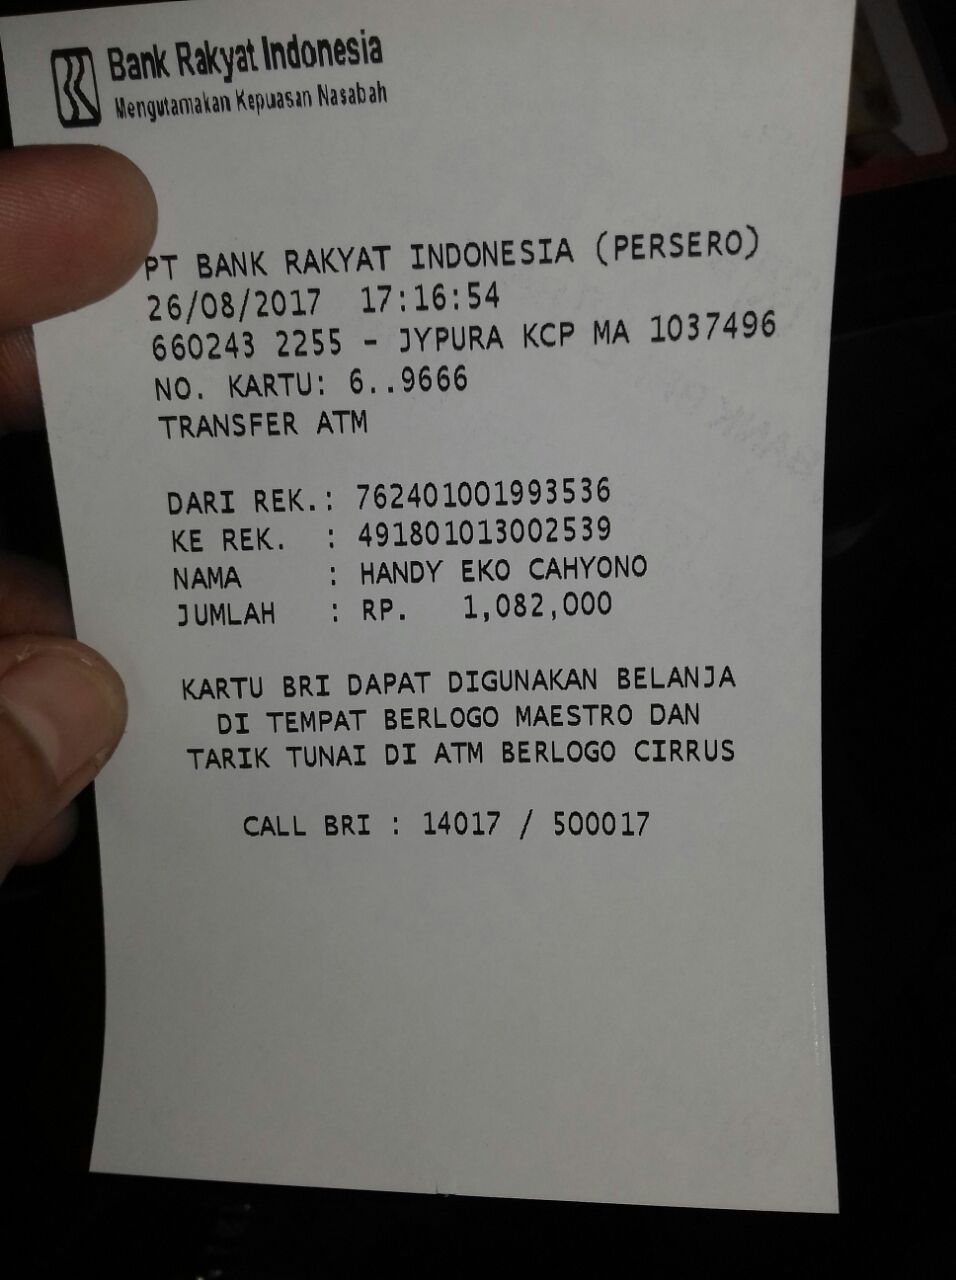 Bank Rakyat Indonesia
Mengutamakan Kepuasan Nasabah
PT BANK RAKYAT INDONESIA (PERSERO)
26/08/2017 17:16:54
660243 2255 - JYPURA KCP MA 1037496
NO. KARTU: 6..9666
TRANSFER ATM
DARI REK.: 762401001993536
KE REK. : 491801013002539
NAMA : HANDY EKO CAHYONO
JUMLAH : RP. 1,082,000
KARTU BRI DAPAT DIGUNAKAN BELANJA
DI TEMPAT BERLOGO MAESTRO DAN
TARIK TUNAI DI ATM BERLOGO CIRRUS
CALL BRI : 14017 / 500017